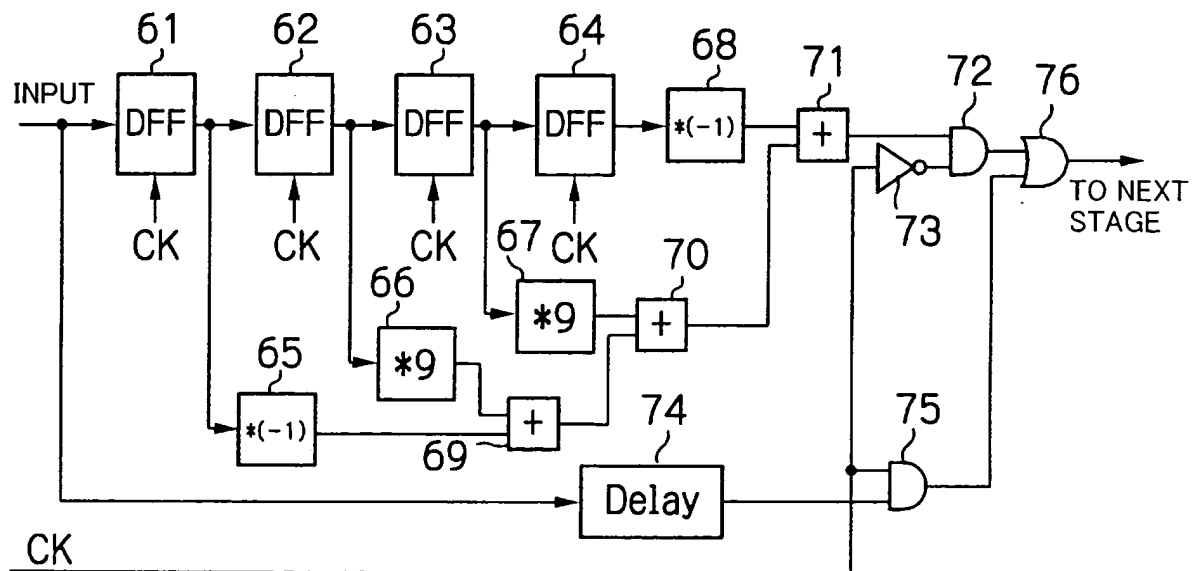 61
62
63
64
68
71
72
76
INPUT
DFF
DFF
DFF
DFF
*(-1)
+
CK
CK
CK
CK
73
TO NEXT
STAGE
67
*9
70
+
66
*9
65
*(-1)
+
69
74
Delay
75
CK